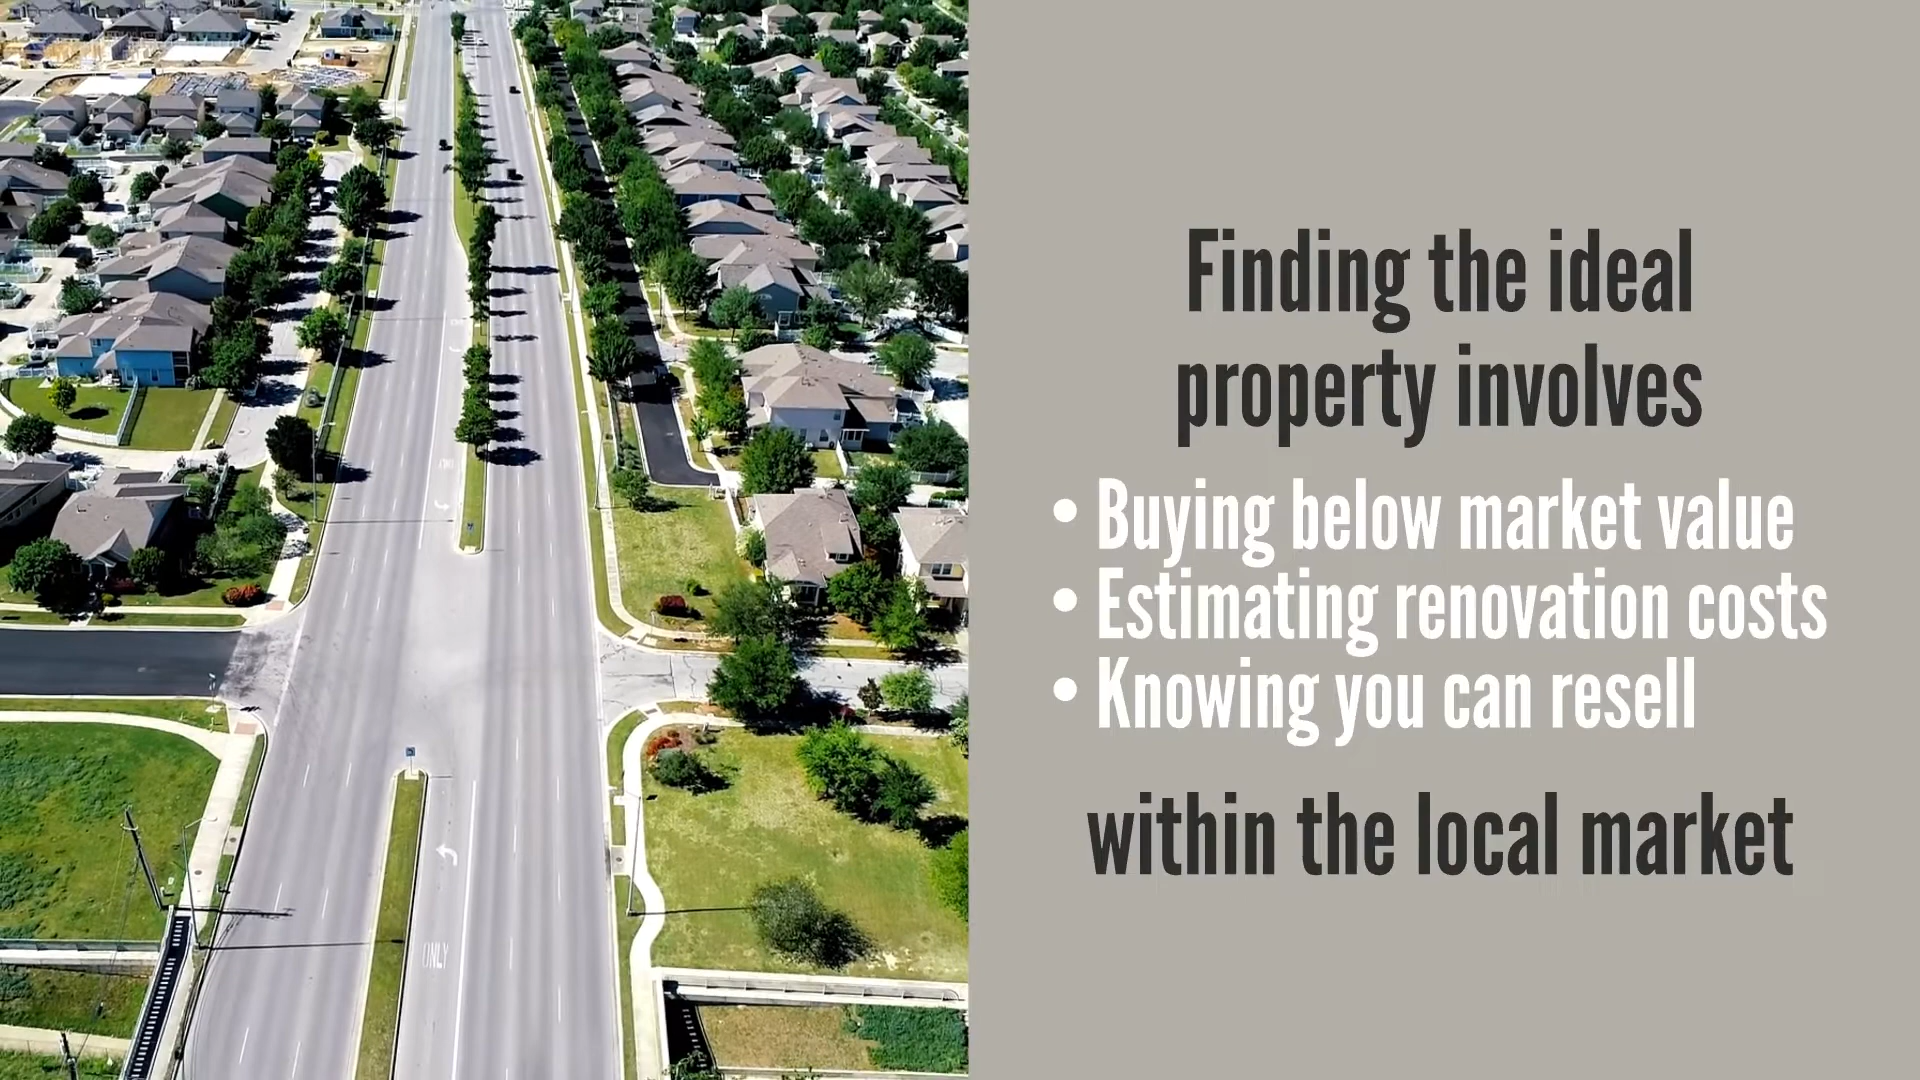 Finding the ideal
property involves
• Buying below market value
• Estimating renovation costs
• Knowing you can resell
within the local market
ONLY